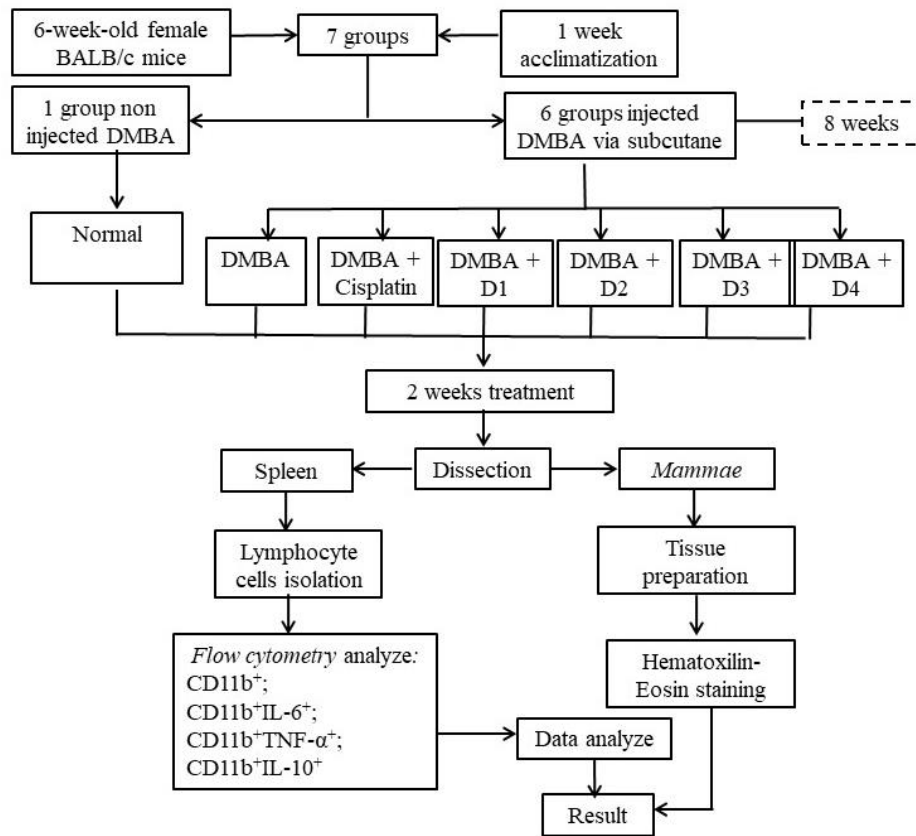 6-week-old female
BALB/c mice
7 groups
1 week
acclimatization
1 group non
injected DMBA
6 groups injected
DMBA via subcutane
8 weeks
Normal
DMBA
DMBA +
Cisplatin
DMBA +
D1
DMBA +
D2
DMBA +
D3
DMBA +
D4
2 weeks treatment
Spleen
Dissection
Mammae
Lymphocyte
cells isolation
Tissue
preparation
Flow cytometry analyze:
CD11b⁺;
CD11b⁺IL-6⁺;
CD11b⁺TNF-α⁺;
CD11b⁺IL-10⁺
Hematoxilin-
Eosin staining
Data analyze
Result